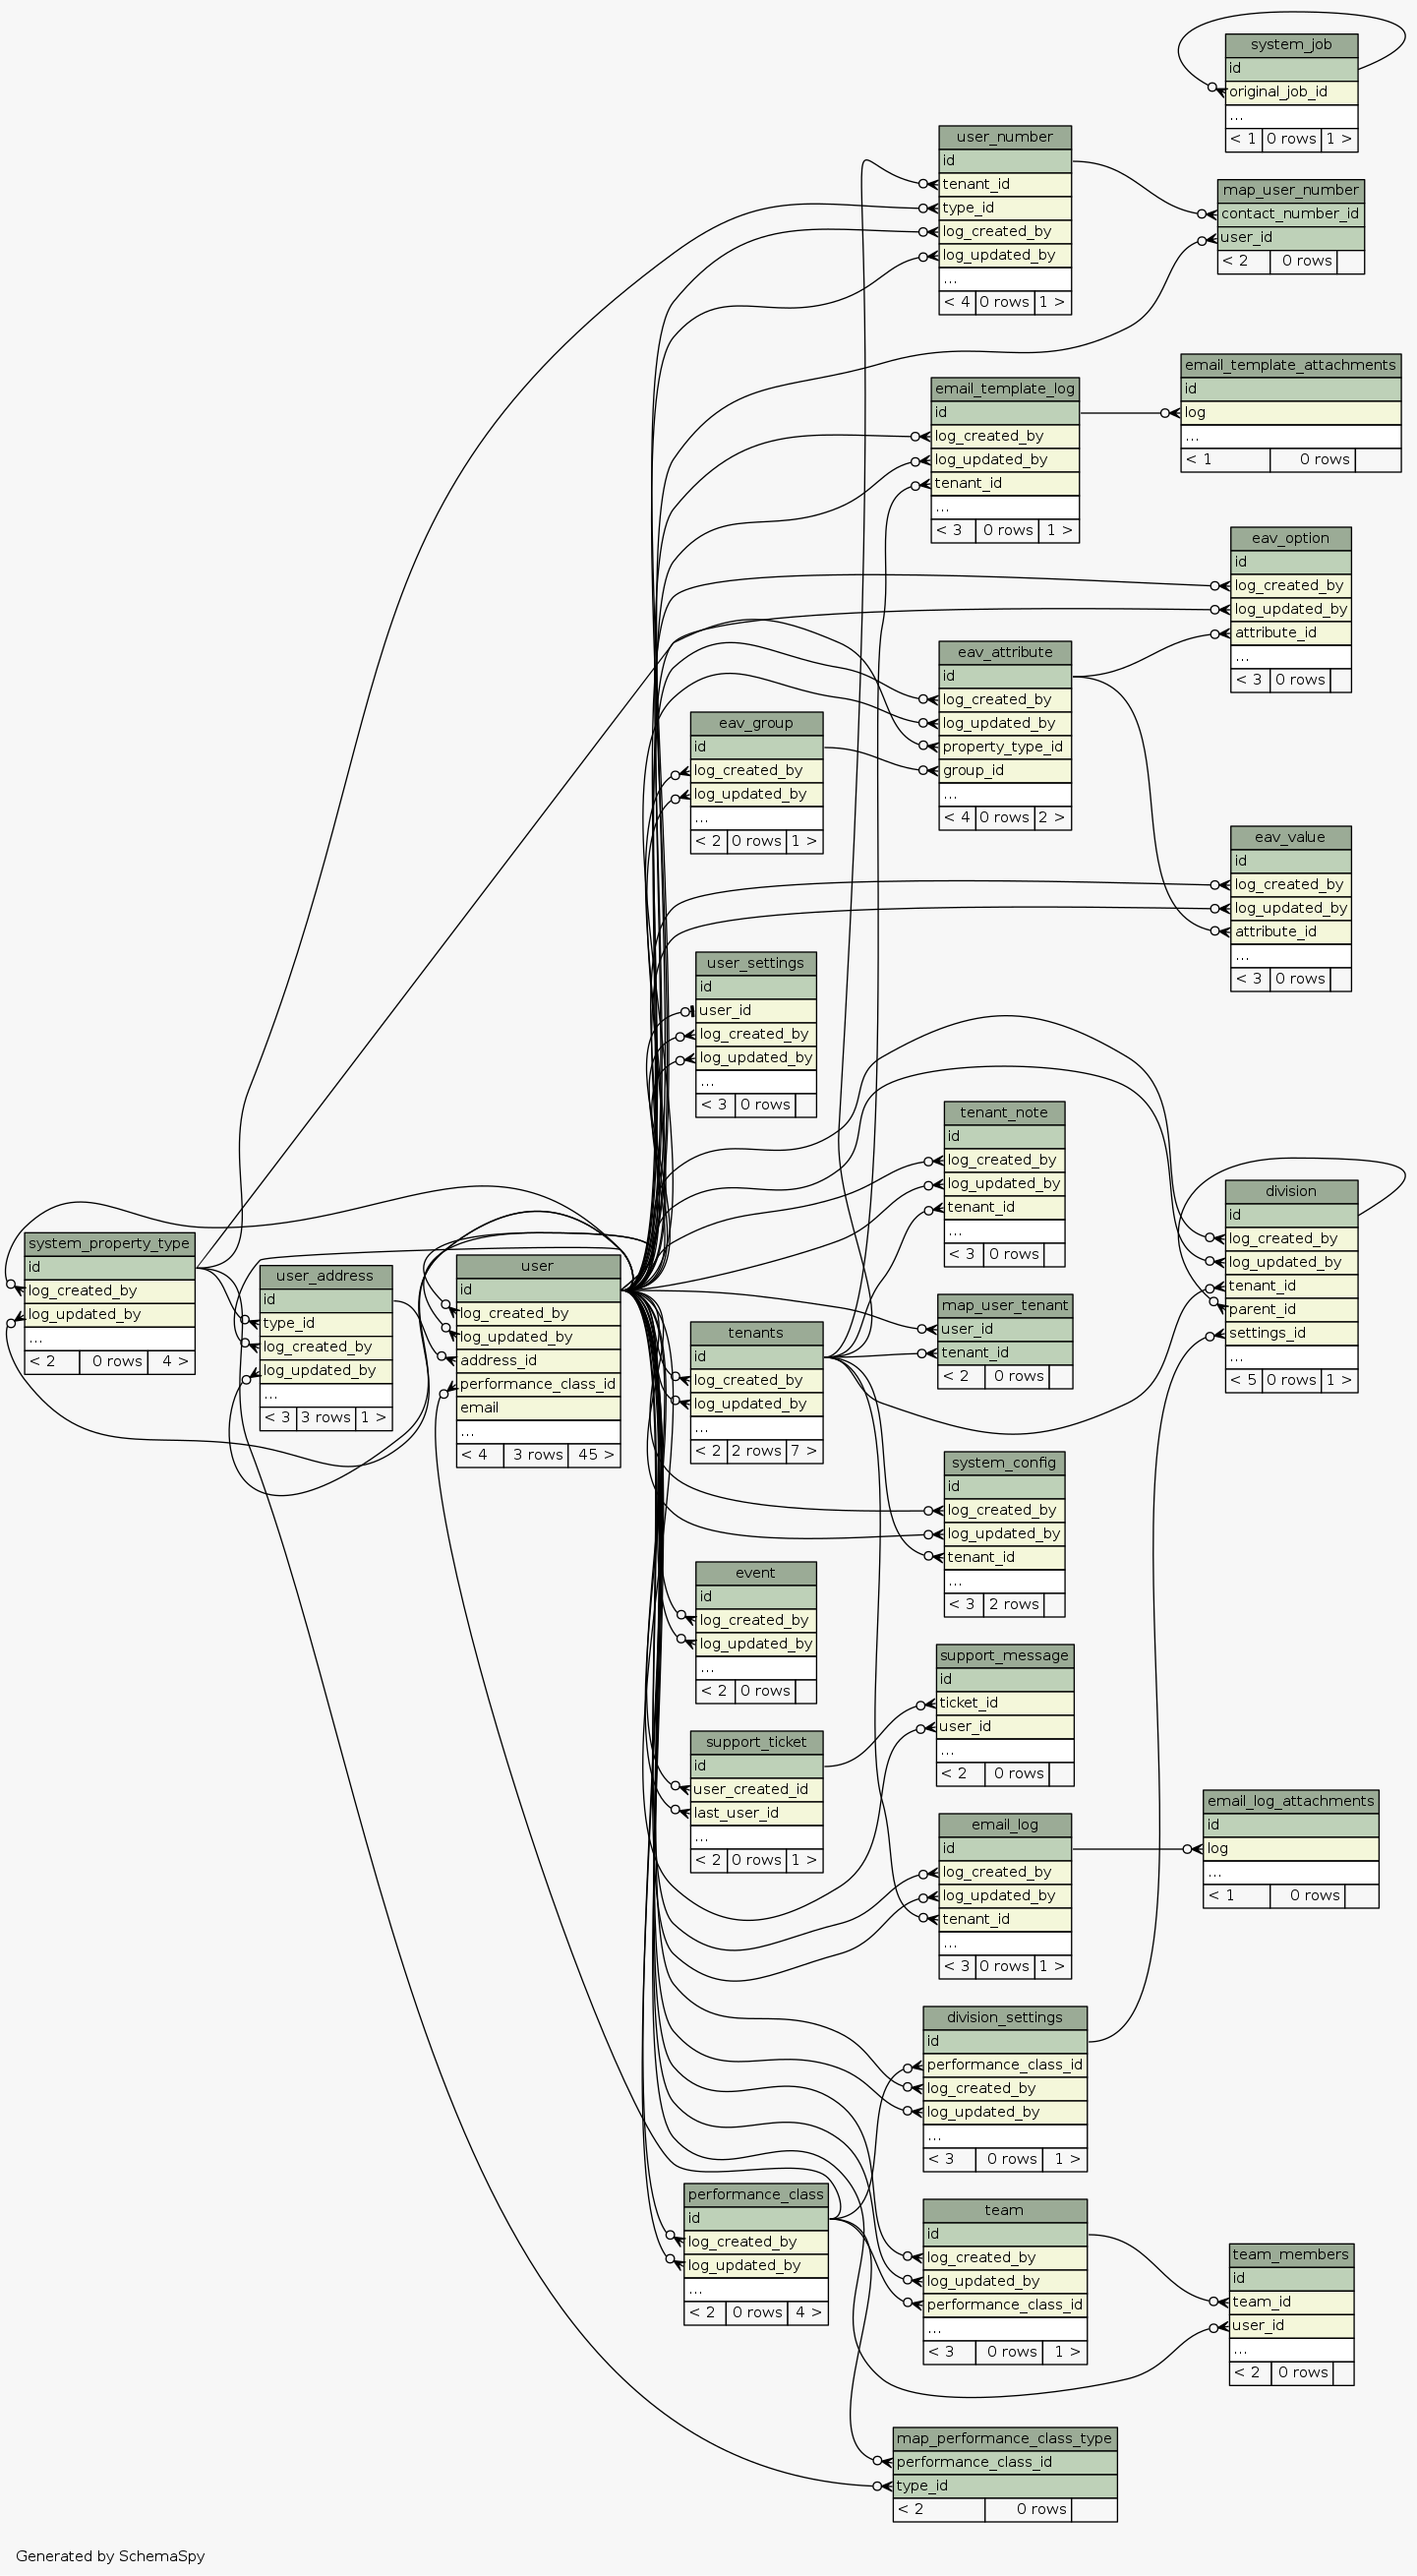 system_job
id
original_job_id
...
< 1 0 rows 1 >
user_number
id
tenant_id
type_id
log_created_by
log_updated_by
...
< 4 0 rows 1 >
map_user_number
contact_number_id
user_id
< 2 0 rows
email_template_attachments
id
log
...
< 1 0 rows
email_template_log
id
log_created_by
log_updated_by
tenant_id
...
< 3 0 rows 1 >
eav_option
id
log_created_by
log_updated_by
attribute_id
...
< 3 0 rows
eav_attribute
id
log_created_by
log_updated_by
property_type_id
group_id
...
< 4 0 rows 2 >
eav_group
id
log_created_by
log_updated_by
...
< 2 0 rows 1 >
eav_value
id
log_created_by
log_updated_by
attribute_id
...
< 3 0 rows
user_settings
id
user_id
log_created_by
log_updated_by
...
< 3 0 rows
tenant_note
id
log_created_by
log_updated_by
tenant_id
...
< 3 0 rows
division
id
log_created_by
log_updated_by
tenant_id
parent_id
settings_id
...
< 5 0 rows 1 >
system_property_type
id
log_created_by
log_updated_by
...
< 2 0 rows 4 >
user_address
id
type_id
log_created_by
log_updated_by
...
< 3 3 rows 1 >
user
id
log_created_by
log_updated_by
address_id
performance_class_id
email
...
< 4 3 rows 45 >
map_user_tenant
user_id
tenant_id
< 2 0 rows
tenants
id
log_created_by
log_updated_by
...
< 2 2 rows 7 >
system_config
id
log_created_by
log_updated_by
tenant_id
...
< 3 2 rows
event
id
log_created_by
log_updated_by
...
< 2 0 rows
support_message
id
ticket_id
user_id
...
< 2 0 rows
support_ticket
id
user_created_id
last_user_id
...
< 2 0 rows 1 >
email_log_attachments
id
log
...
< 1 0 rows
email_log
id
log_created_by
log_updated_by
tenant_id
...
< 3 0 rows 1 >
division_settings
id
performance_class_id
log_created_by
log_updated_by
...
< 3 0 rows 1 >
performance_class
id
log_created_by
log_updated_by
...
< 2 0 rows 4 >
team
id
log_created_by
log_updated_by
performance_class_id
...
< 3 0 rows 1 >
team_members
id
team_id
user_id
...
< 2 0 rows
map_performance_class_type
performance_class_id
type_id
< 2 0 rows
Generated by SchemaSpy